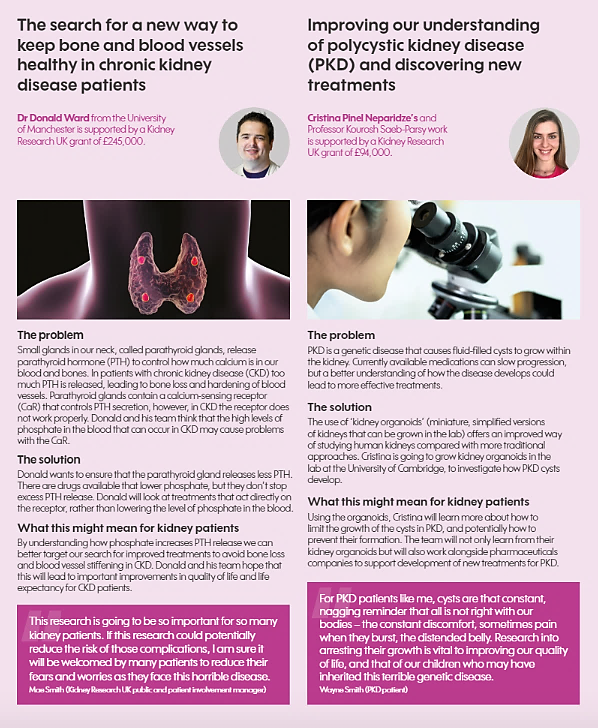 The search for a new way to
keep bone and blood vessels
healthy in chronic kidney
disease patients
Dr Donald Ward from the University
of Manchester is supported by a Kidney
Research UK grant of £245,000.
The problem
Small glands in our neck, called parathyroid glands, release
parathyroid hormone (PTH) to control how much calcium is in our
blood and bones. In patients with chronic kidney disease (CKD) too
much PTH is released, leading to bone loss and hardening of blood
vessels. Parathyroid glands contain a calcium-sensing receptor
(CaR) that controls PTH secretion, however, in CKD the receptor does
not work properly. Donald and his team think that the high levels of
phosphate in the blood that can occur in CKD may cause problems
with the CaR.
The solution
Donald wants to ensure that the parathyroid gland releases less PTH.
There are drugs available that lower phosphate, but they don't stop
excess PTH release. Donald will look at treatments that act directly on
the receptor, rather than lowering the level of phosphate in the blood.
What this might mean for kidney patients
By understanding how phosphate increases PTH release we can
better target our search for improved treatments to avoid bone loss
and blood vessel stiffening in CKD. Donald and his team hope that
this will lead to important improvements in quality of life and life
expectancy for CKD patients.
This research is going to be so important for so many
kidney patients. If this research could potentially
reduce the risk of those complications, I am sure it
will be welcomed by many patients to reduce their
fears and worries as they face this horrible disease.
Mae Smith (Kidney Research UK public and patient involvement manager)
Improving our understanding
of polycystic kidney disease
(PKD) and discovering new
treatments
Cristina Pinel Neparidze's and
Professor Kourosh Saeb-Parsy work
is supported by a Kidney Research
UK grant of £94,000.
The problem
PKD is a genetic disease that causes fluid-filled cysts to grow within
the kidney. Currently available medications can slow progression,
but a better understanding of how the disease develops could
lead to more effective treatments.
The solution
The use of 'kidney organoids' (miniature, simplified versions
of kidneys that can be grown in the lab) offers an improved way
of studying human kidneys compared with more traditional
approaches. Cristina is going to grow kidney organoids in the
lab at the University of Cambridge, to investigate how PKD cysts
develop.
What this might mean for kidney patients
Using the organoids, Cristina will learn more about how to
limit the growth of the cysts in PKD, and potentially how to
prevent their formation. The team will not only learn from their
kidney organoids but will also work alongside pharmaceuticals
companies to support development of new treatments for PKD.
For PKD patients like me, cysts are that constant,
nagging reminder that all is not right with our
bodies – the constant discomfort, sometimes pain
when they burst, the distended belly. Research into
arresting their growth is vital to improving our quality
of life, and that of our children who may have
inherited this terrible genetic disease.
Wayne Smith (PKD patient)